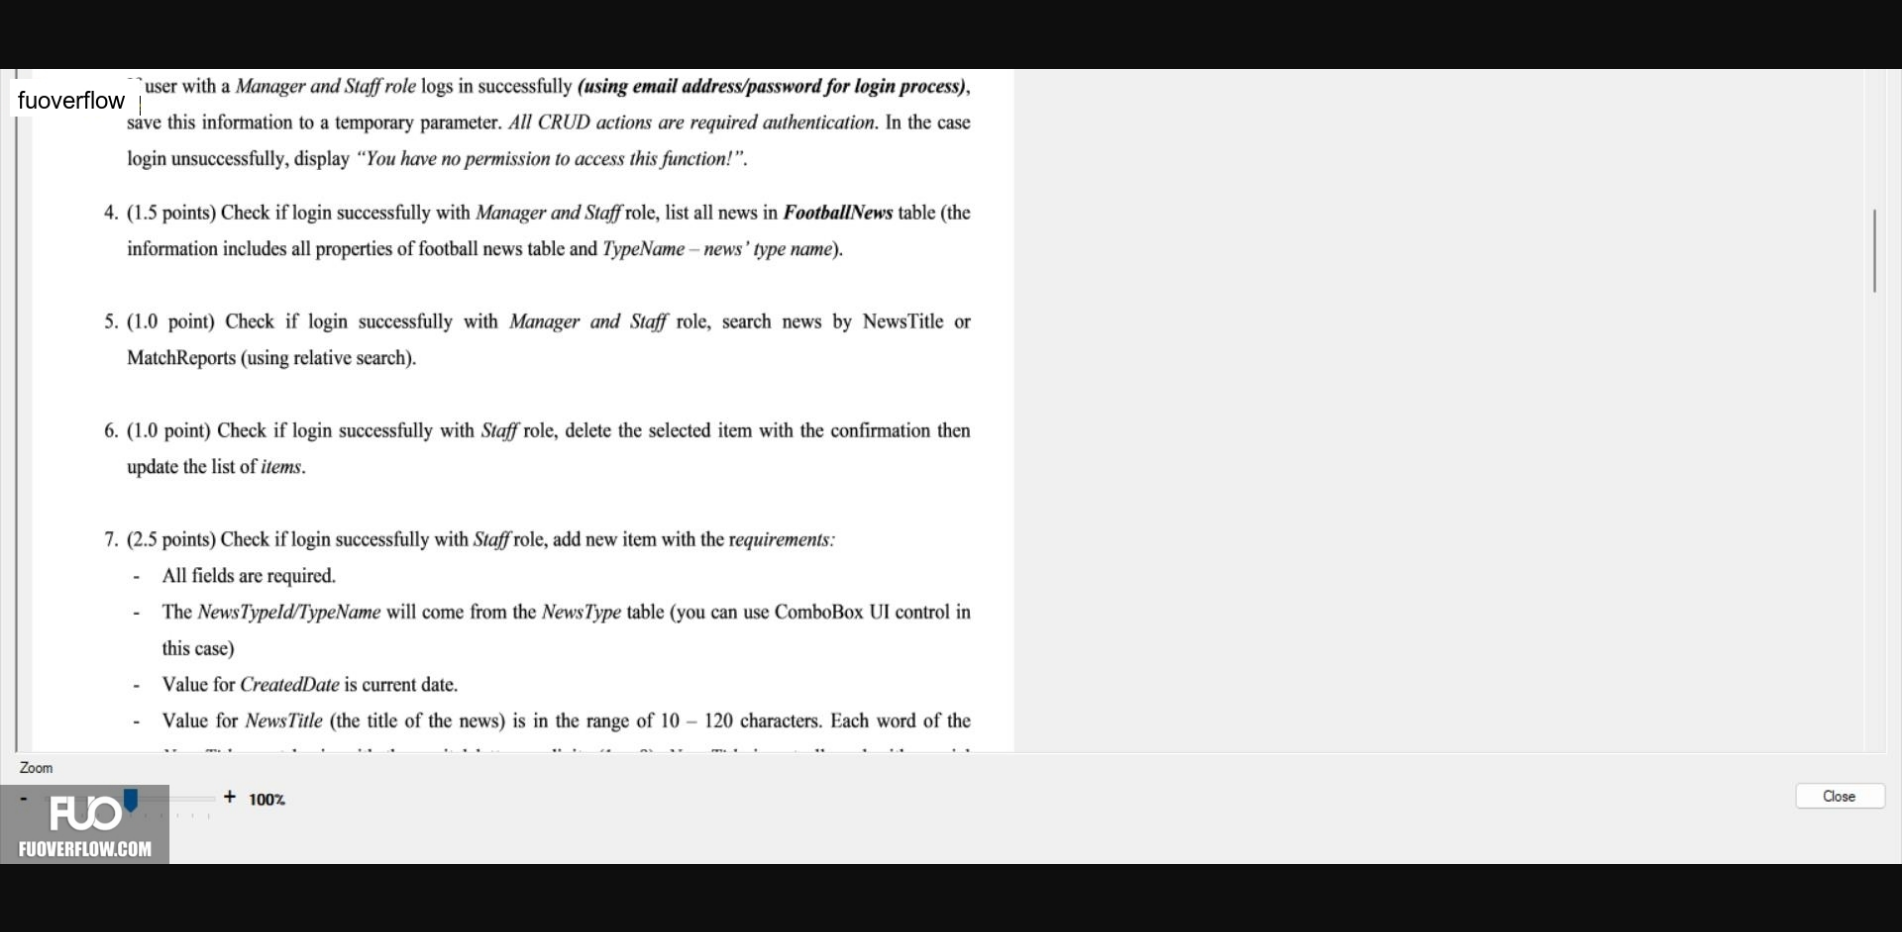 fuoverflow
user with a Manager and Staff role logs in successfully (using email address/password for login process),
save this information to a temporary parameter. All CRUD actions are required authentication. In the case
login unsuccessfully, display “You have no permission to access this function!”.
4. (1.5 points) Check if login successfully with Manager and Staff role, list all news in FootballNews table (the
information includes all properties of football news table and TypeName – news’ type name).
5. (1.0 point) Check if login successfully with Manager and Staff role, search news by NewsTitle or
MatchReports (using relative search).
6. (1.0 point) Check if login successfully with Staff role, delete the selected item with the confirmation then
update the list of items.
7. (2.5 points) Check if login successfully with Staff role, add new item with the requirements:
- All fields are required.
- The NewsTypeId/TypeName will come from the NewsType table (you can use ComboBox UI control in
this case)
- Value for CreatedDate is current date.
- Value for NewsTitle (the title of the news) is in the range of 10 – 120 characters. Each word of the
Zoom
- + 100%
Close
FUO
FUOVERFLOW.COM